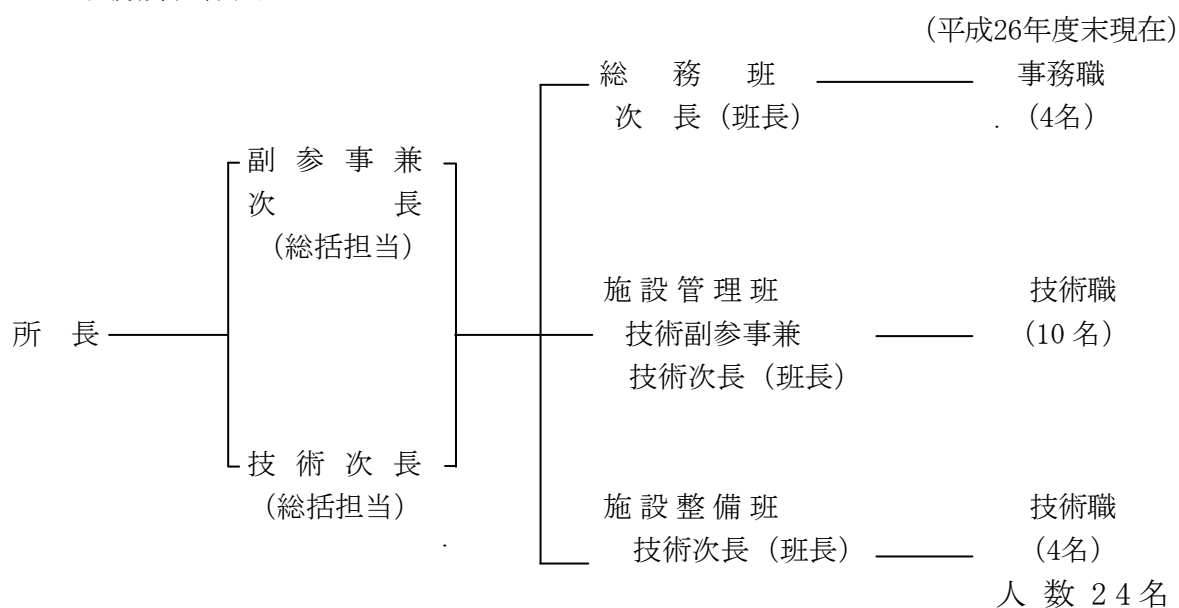 (平成26年度末現在)
総務班 事務職
次長(班長) (4名)
副参事兼
次長
(総括担当)
施設管理班 技術職
所長 技術副参事兼 (10名)
技術次長(班長)
技術次長
(総括担当) 施設整備班 技術職
技術次長(班長) (4名)
人数24名